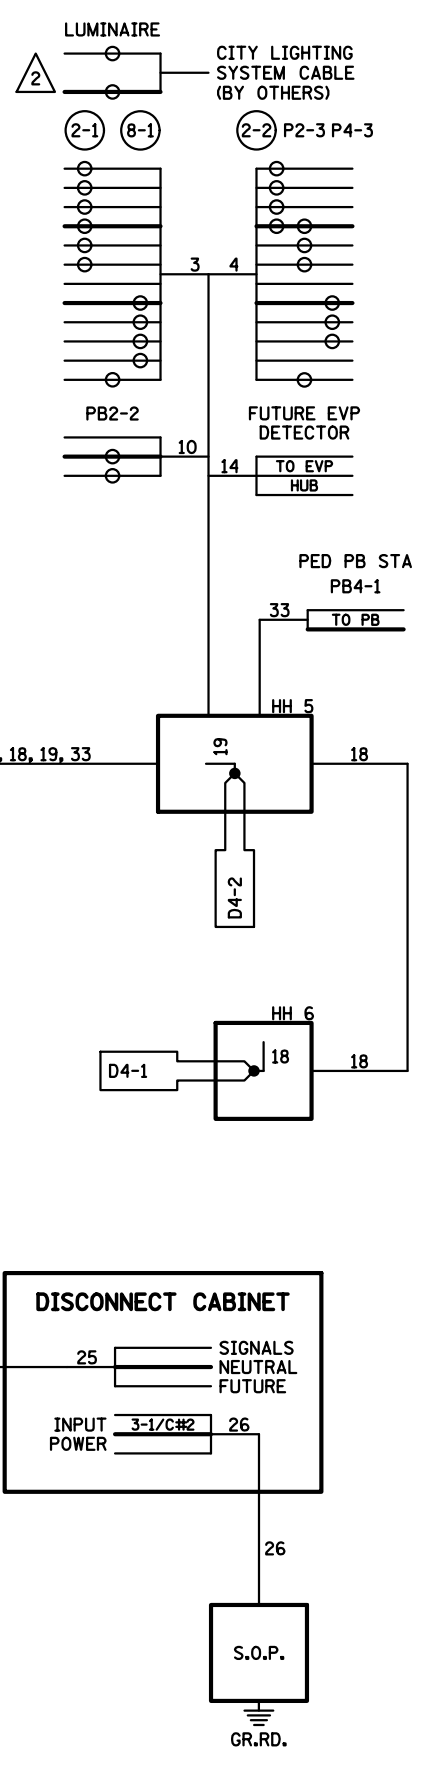 LUMINAIRE
2
CITY LIGHTING
SYSTEM CABLE
(BY OTHERS)
2-1 8-1 2-2 P2-3 P4-3
3 4
PB2-2
10
FUTURE EVP
DETECTOR
14
TO EVP
HUB
PED PB STA
PB4-1
33
TO PB
HH 5
, 18, 19, 33
19
18
D4-2
HH 6
18
18
D4-1
DISCONNECT CABINET
25
SIGNALS
NEUTRAL
FUTURE
INPUT
POWER
3-1/C#2
26
26
S.O.P.
GR.RD.